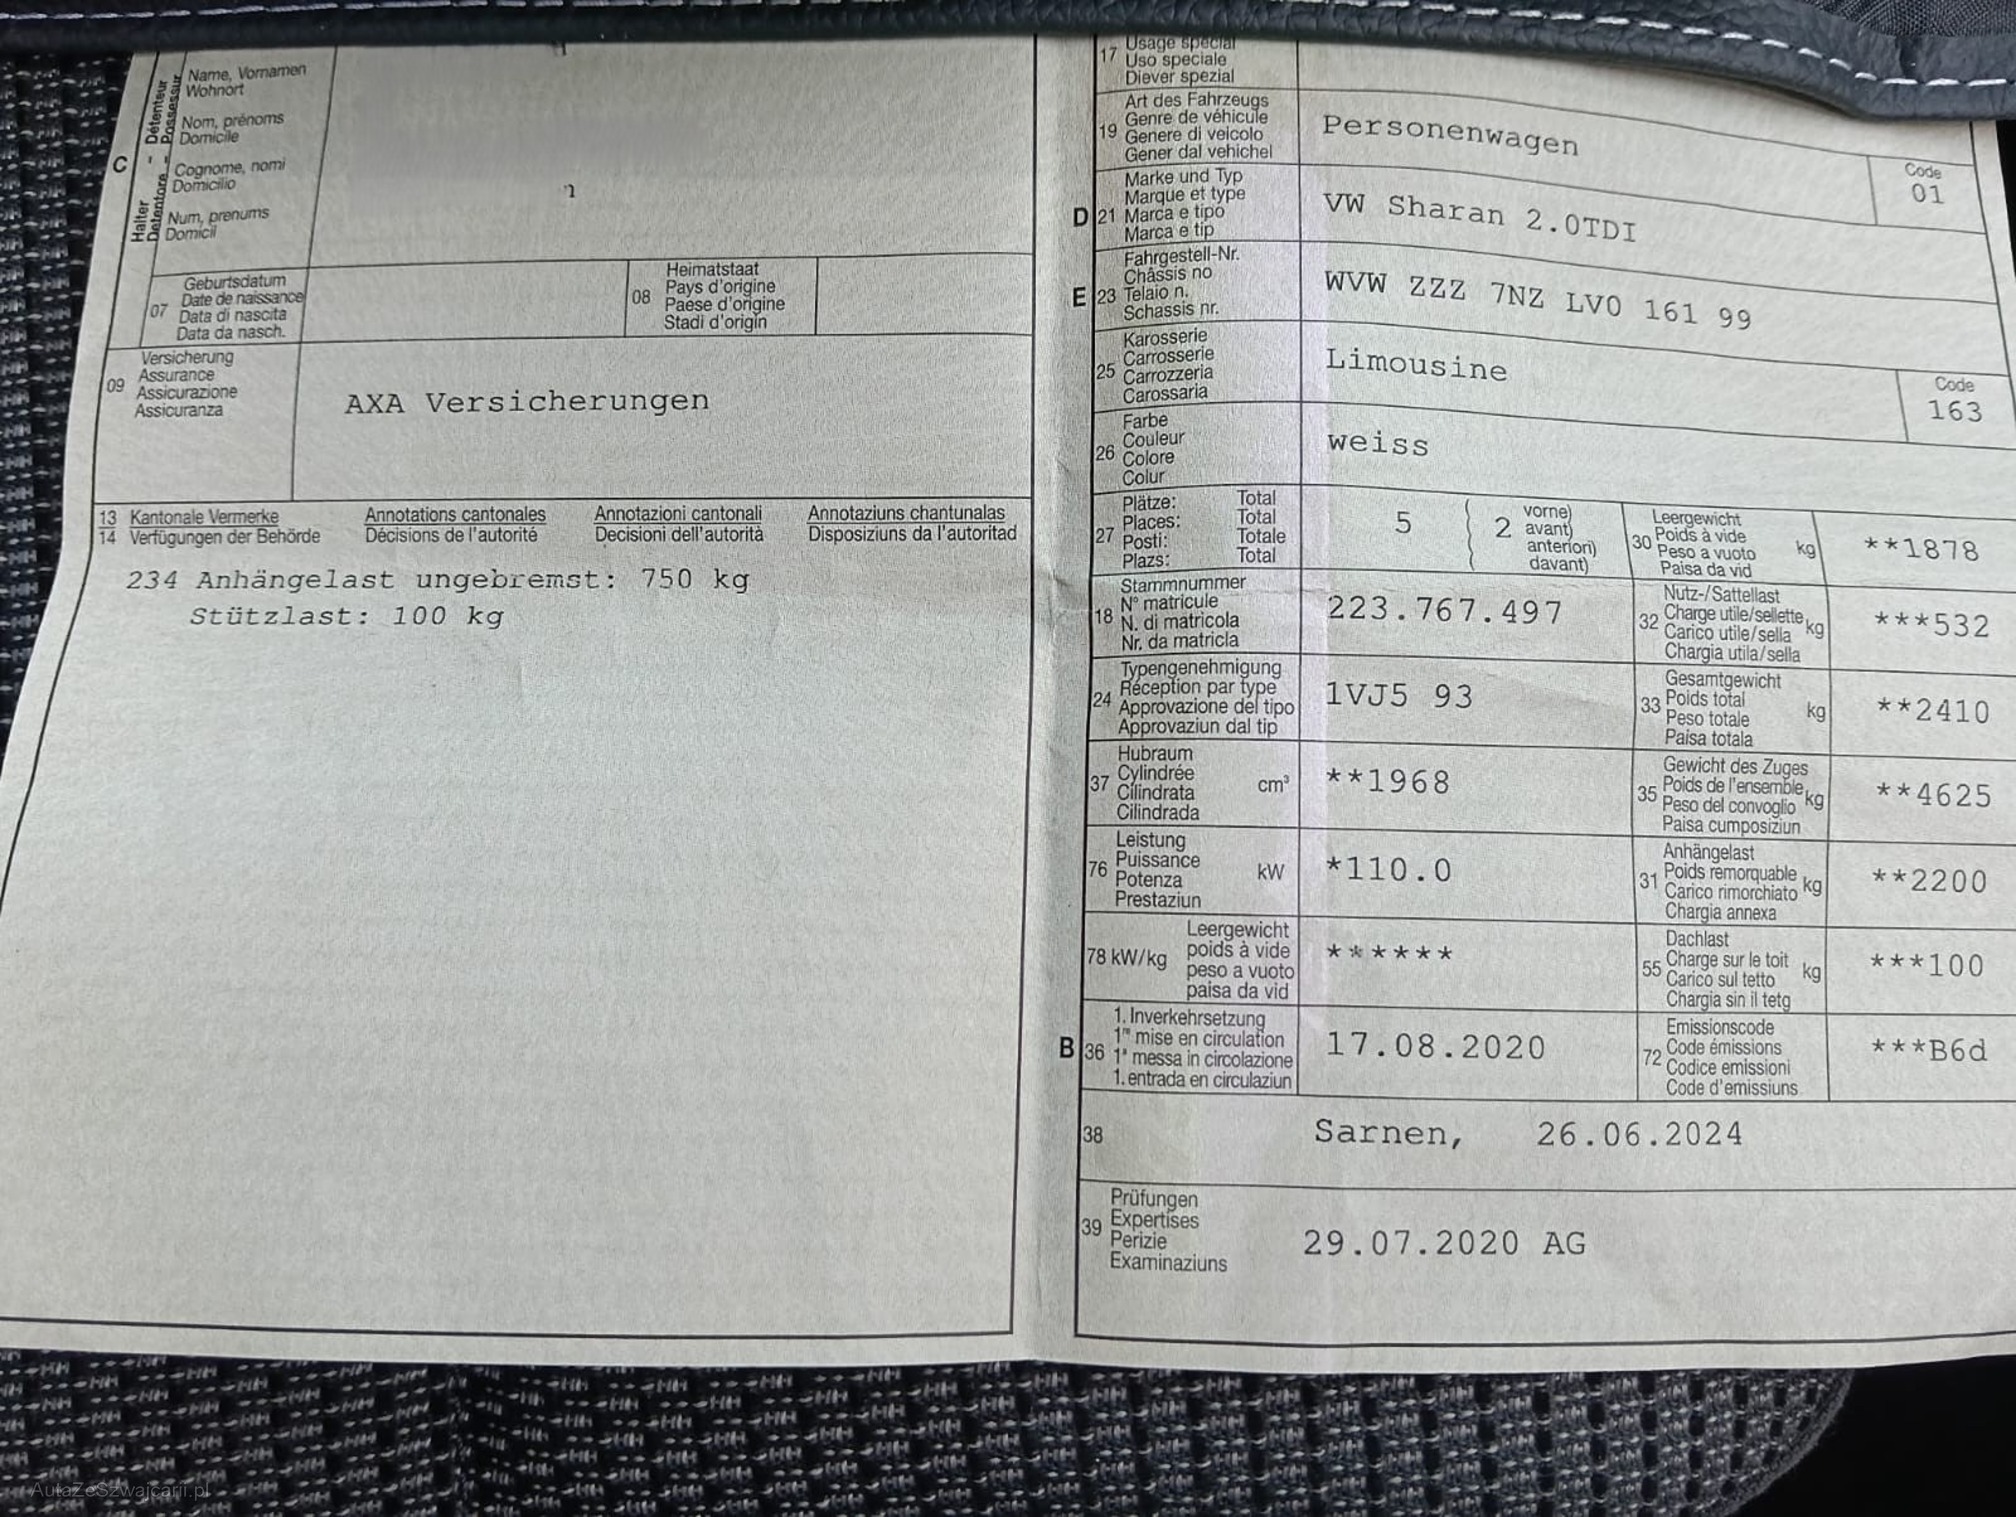 C
Halter - Détenteur
Detentore - Possessur
Name, Vornamen
Wohnort
Nom, prénoms
Domicile
Cognome, nomi
Domicilio
Num, prenums
Domicil
07
Geburtsdatum
Date de naissance
Data di nascita
Data da nasch.
08
Heimatstaat
Pays d'origine
Paese d'origine
Stadi d'origin
09
Versicherung
Assurance
Assicurazione
Assicuranza
AXA Versicherungen
13 Kantonale Vermerke Annotations cantonales Annotazioni cantonali Annotaziuns chantunalas
14 Verfügungen der Behörde Décisions de l'autorité Decisioni dell'autorità Disposiziuns da l'autoritad
234 Anhängelast ungebremst: 750 kg
Stützlast: 100 kg
17
Usage spécial
Uso speciale
Diever spezial
19
Art des Fahrzeugs
Genre de véhicule
Genere di veicolo
Gener dal vehichel
Personenwagen
Code
01
D 21
Marke und Typ
Marque et type
Marca e tipo
Marca e tip
VW Sharan 2.0TDI
E 23
Fahrgestell-Nr.
Châssis no
Telaio n.
Schassis nr.
WVW ZZZ 7NZ LV0 161 99
25
Karosserie
Carrosserie
Carrozzeria
Carossaria
Limousine
Code
163
26
Farbe
Couleur
Colore
Colur
weiss
27
Plätze: Total
Places: Total
Posti: Totale
Plazs: Total
5 ( 2
vorne)
avant)
anteriori)
davant)
30
Leergewicht
Poids à vide
Peso a vuoto
Paisa da vid
kg
**1878
18
Stammnummer
N° matricule
N. di matricola
Nr. da matricla
223.767.497
32
Nutz-/Sattellast
Charge utile/sellette
Carico utile/sella
Chargia utila/sella
kg
***532
24
Typengenehmigung
Réception par type
Approvazione del tipo
Approvaziun dal tip
1VJ5 93
33
Gesamtgewicht
Poids total
Peso totale
Paisa totala
kg
**2410
37
Hubraum
Cylindrée
Cilindrata
Cilindrada
cm³
**1968
35
Gewicht des Zuges
Poids de l'ensemble
Peso del convoglio
Paisa cumposiziun
kg
**4625
76
Leistung
Puissance
Potenza
Prestaziun
kW
*110.0
31
Anhängelast
Poids remorquable
Carico rimorchiato
Chargia annexa
kg
**2200
78 kW/kg
Leergewicht
poids à vide
peso a vuoto
paisa da vid
******
55
Dachlast
Charge sur le toit
Carico sul tetto
Chargia sin il tetg
kg
***100
B 36
1. Inverkehrsetzung
1re mise en circulation
1a messa in circolazione
1. entrada en circulaziun
17.08.2020
72
Emissionscode
Code émissions
Codice emissioni
Code d'emissiuns
***B6d
38
Sarnen, 26.06.2024
39
Prüfungen
Expertises
Perizie
Examinaziuns
29.07.2020 AG
AutaZeSzwajcarii.pl